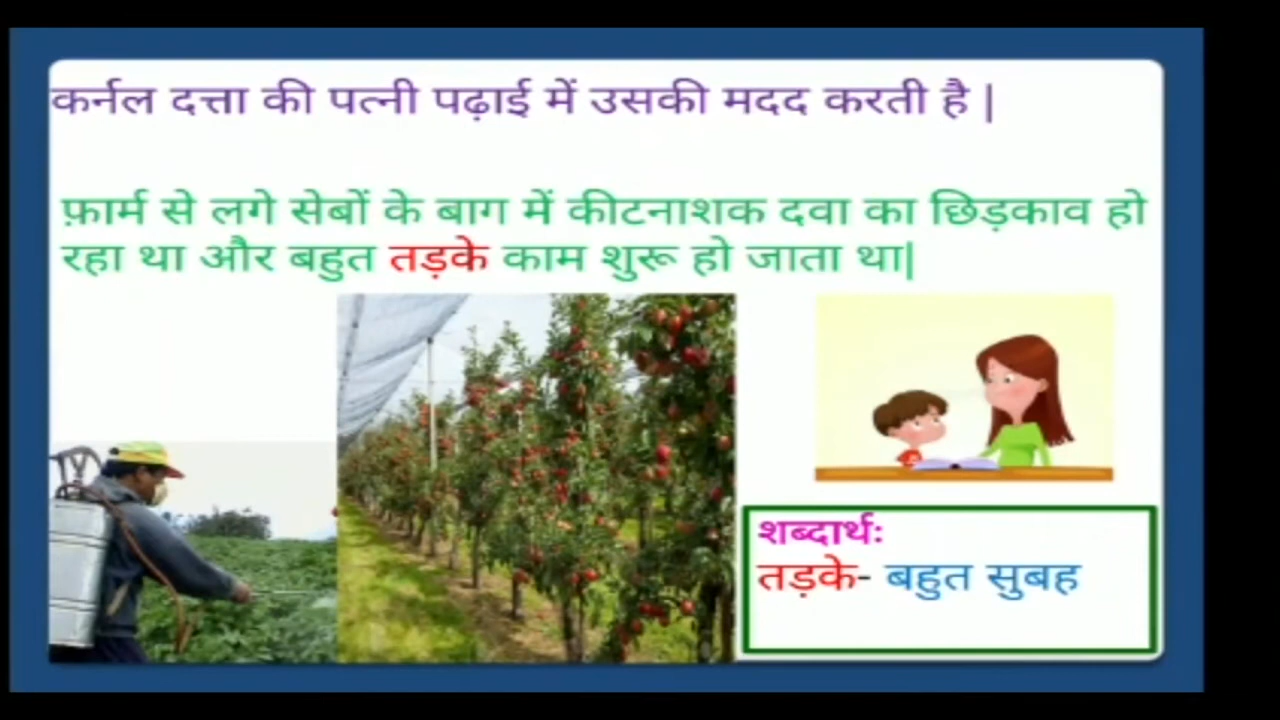 कर्नल दत्ता की पत्नी पढ़ाई में उसकी मदद करती है |
फ़ार्म से लगे सेबों के बाग में कीटनाशक दवा का छिड़काव हो
रहा था और बहुत तड़के काम शुरू हो जाता था|
शब्दार्थ:
तड़के- बहुत सुबह